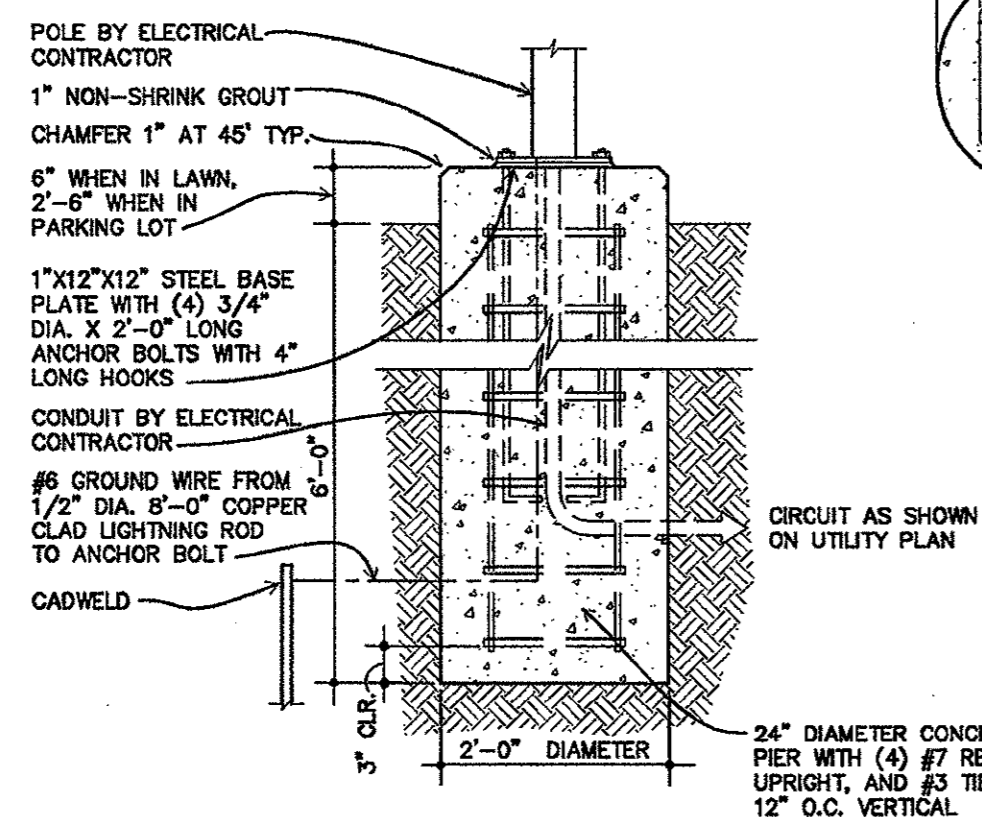 POLE BY ELECTRICAL
CONTRACTOR
1" NON-SHRINK GROUT
CHAMFER 1" AT 45° TYP.
6" WHEN IN LAWN,
2'-6" WHEN IN
PARKING LOT
1"X12"X12" STEEL BASE
PLATE WITH (4) 3/4"
DIA. X 2'-0" LONG
ANCHOR BOLTS WITH 4"
LONG HOOKS
CONDUIT BY ELECTRICAL
CONTRACTOR
6'-0"
#6 GROUND WIRE FROM
1/2" DIA. 8'-0" COPPER
CLAD LIGHTNING ROD
TO ANCHOR BOLT
CADWELD
CIRCUIT AS SHOWN
ON UTILITY PLAN
3" CLR.
2'-0" DIAMETER
24" DIAMETER
PIER WITH (4) #7
UPRIGHT, AND #3
12" O.C. VERTICAL